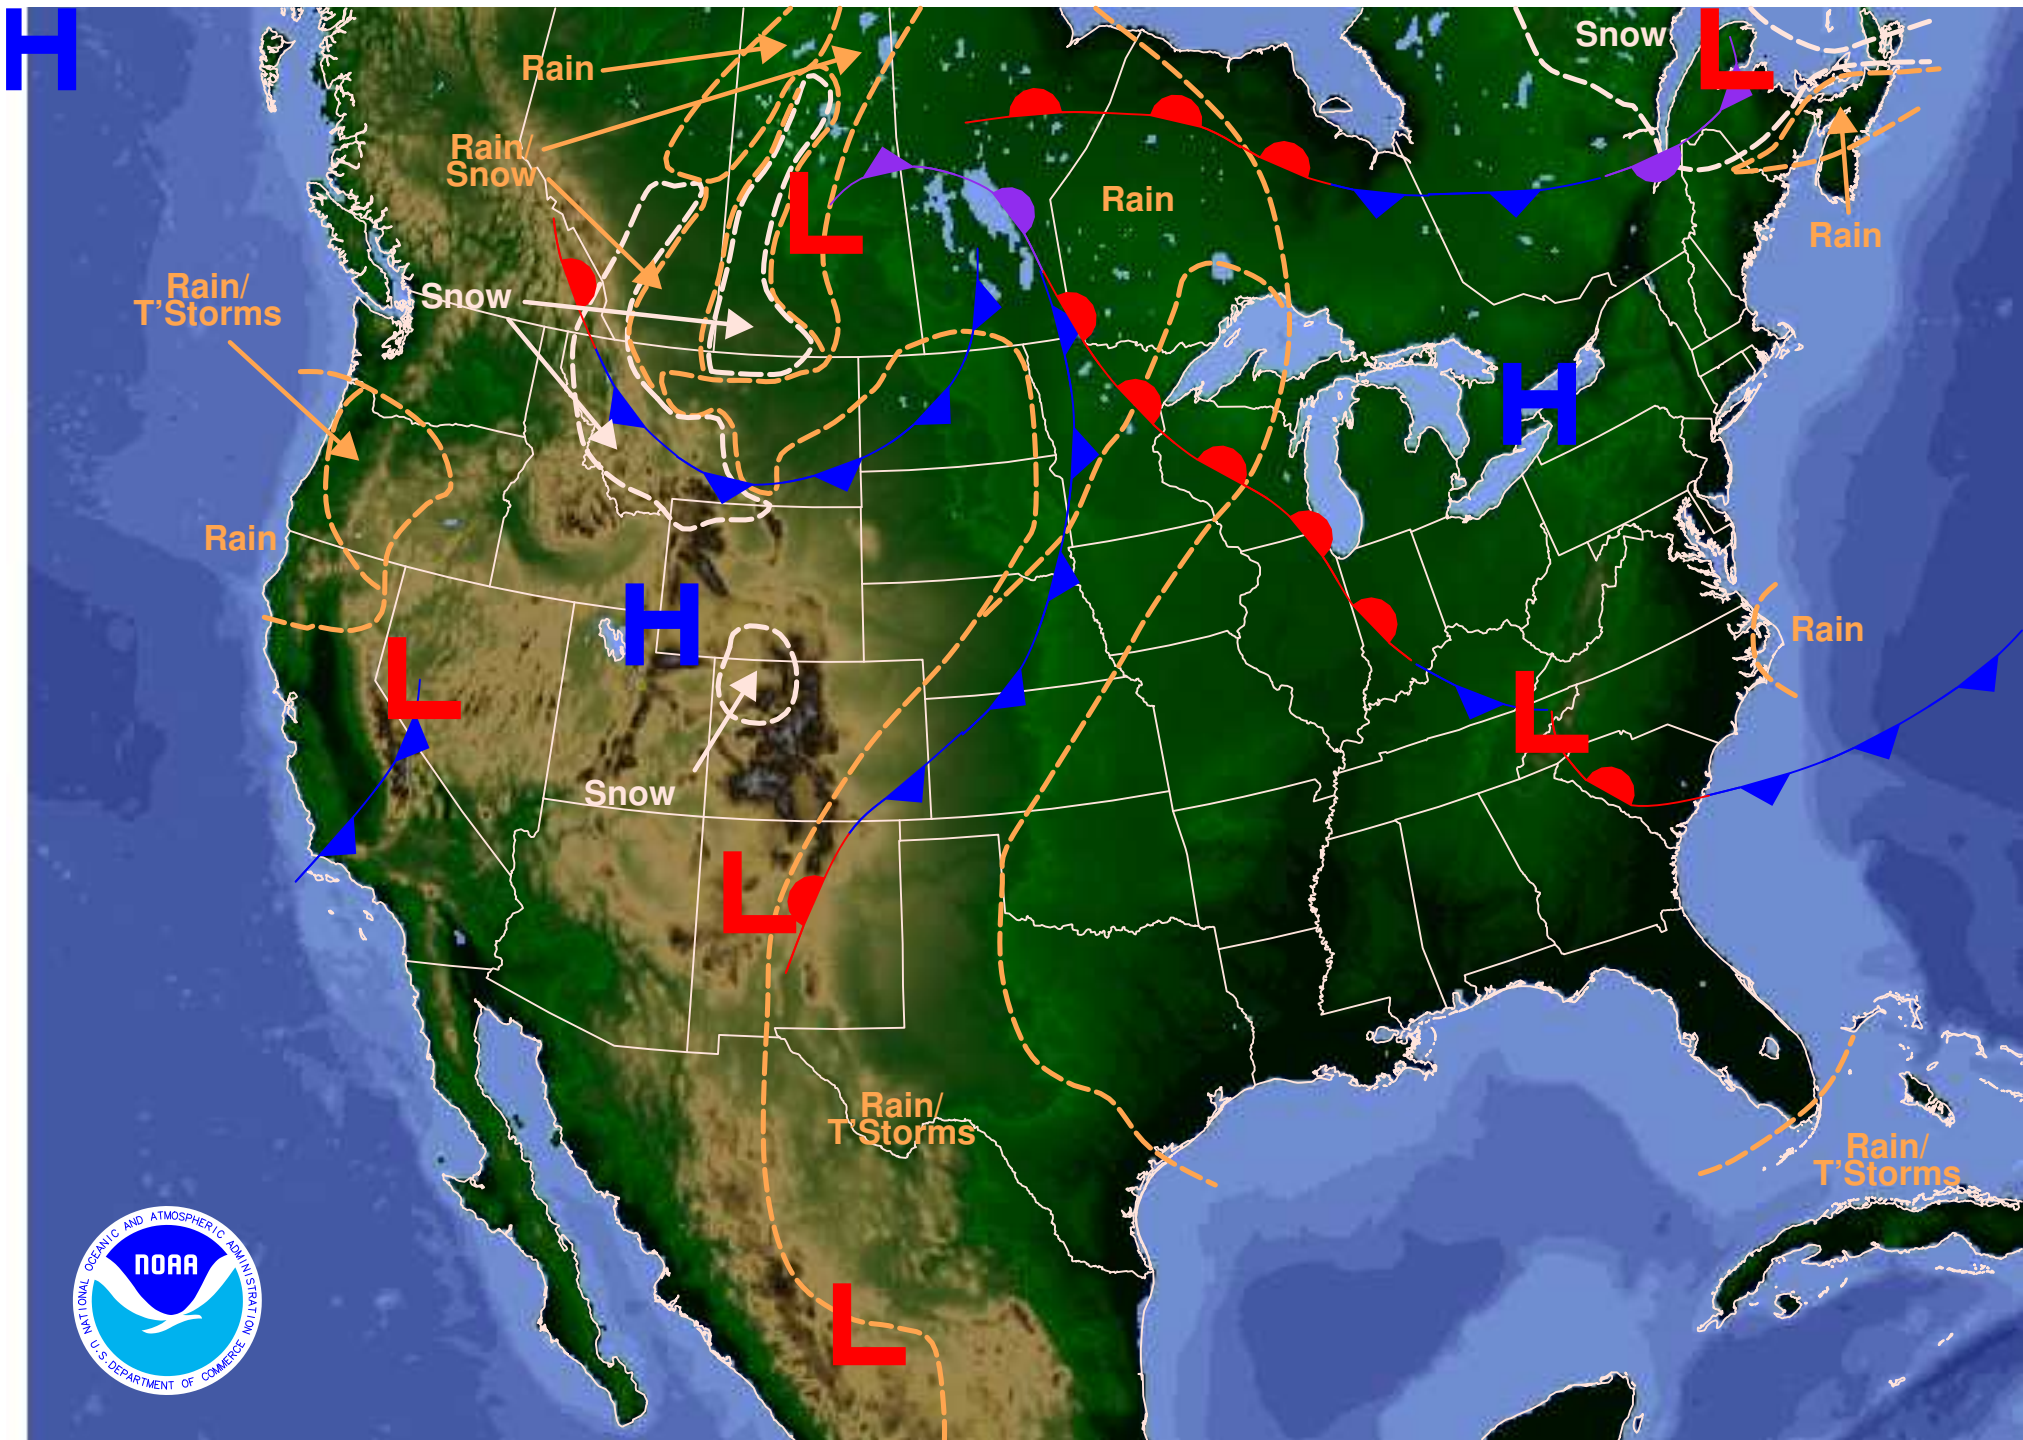 H
Snow
L
Rain
Rain/
Snow
L
Rain
Rain
Rain/
T'Storms
Snow
H
Rain
H
L
Rain
L
Snow
L
Rain/
T'Storms
Rain/
T'Storms
L
NATIONAL OCEANIC AND ATMOSPHERIC ADMINISTRATION
NOAA
U.S. DEPARTMENT OF COMMERCE